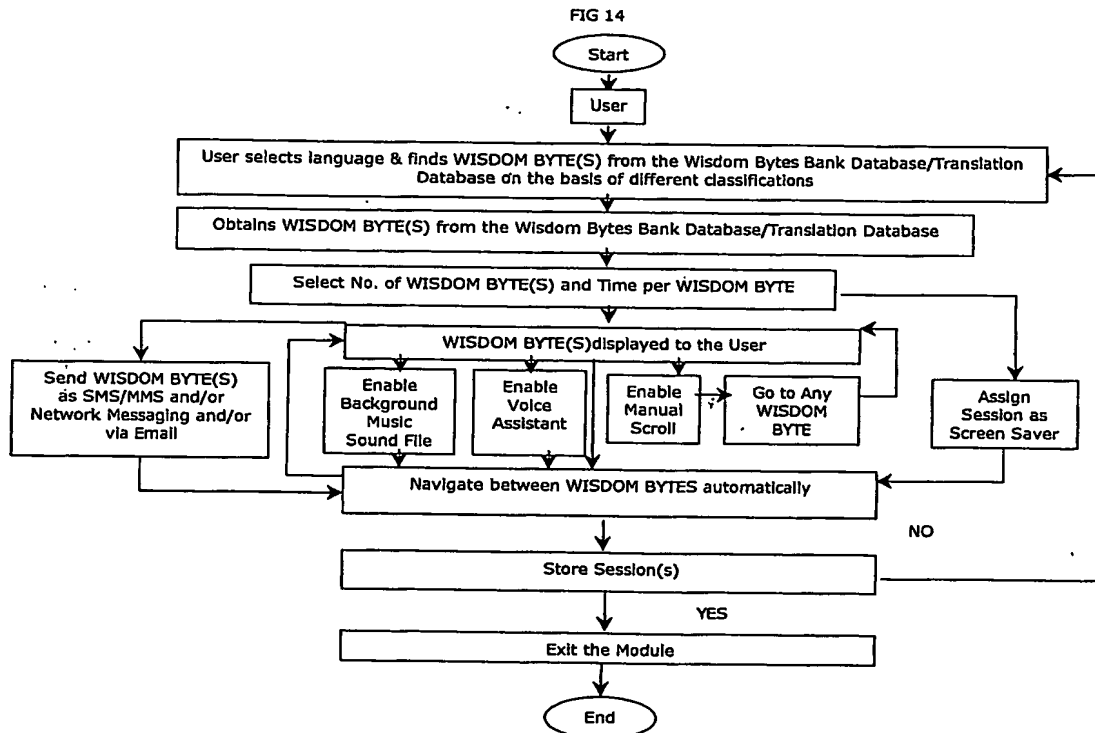 FIG 14
Start
User
User selects language & finds WISDOM BYTE(S) from the Wisdom Bytes Bank Database/Translation
Database on the basis of different classifications
Obtains WISDOM BYTE(S) from the Wisdom Bytes Bank Database/Translation Database
Select No. of WISDOM BYTE(S) and Time per WISDOM BYTE
WISDOM BYTE(S)displayed to the User
Send WISDOM BYTE(S)
as SMS/MMS and/or
Network Messaging and/or
via Email
Enable
Background
Music
Sound File
Enable
Voice
Assistant
Enable
Manual
Scroll
Go to Any
WISDOM
BYTE
Assign
Session as
Screen Saver
Navigate between WISDOM BYTES automatically
NO
Store Session(s)
YES
Exit the Module
End